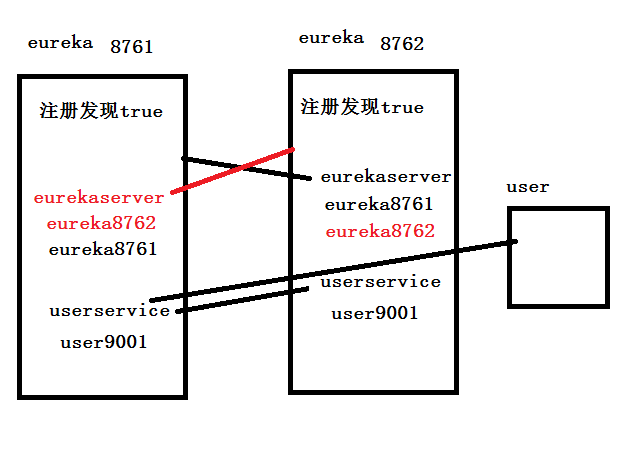 eureka 8761
注册发现true
eurekaserver
eureka8762
eureka8761
userservice
user9001
eureka 8762
注册发现true
eurekaserver
eureka8761
eureka8762
userservice
user9001
user